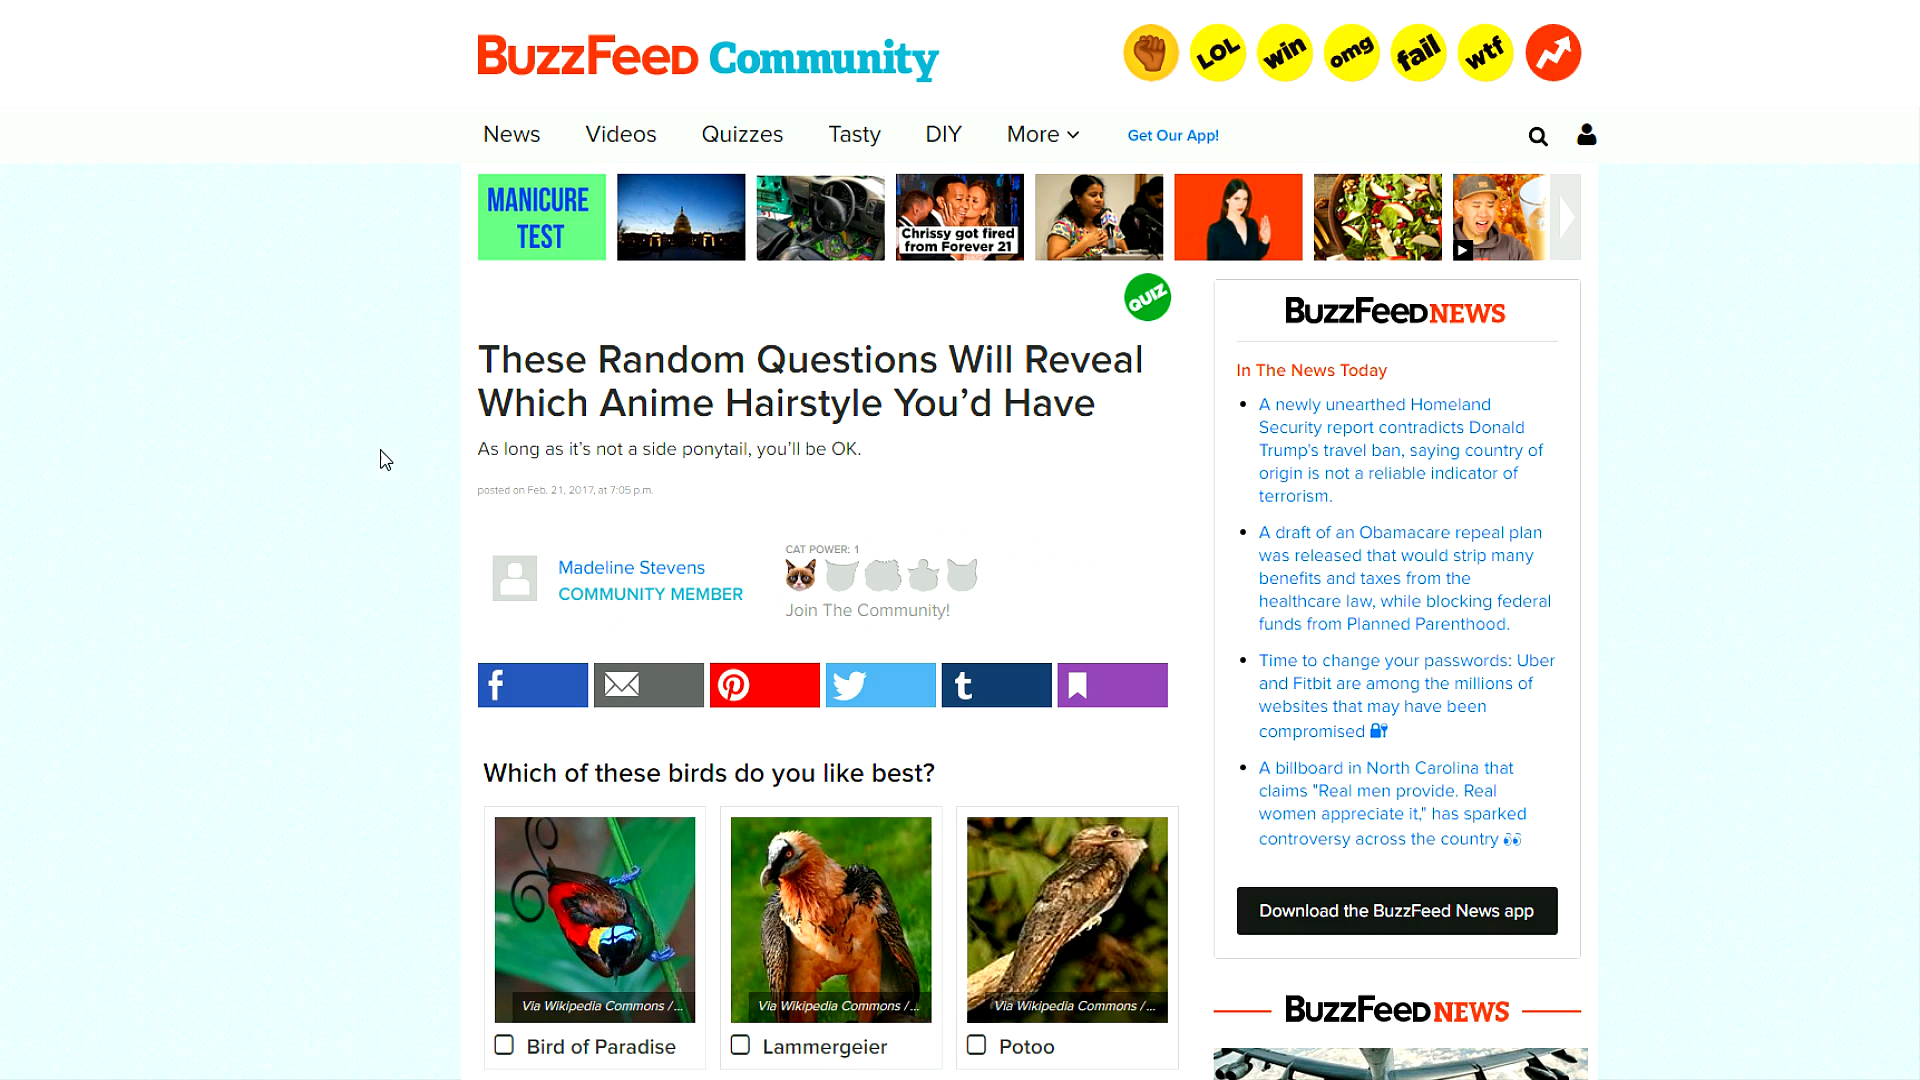 BuzzFeed Community
LOL
win
omg
fail
wtf
News
Videos
Quizzes
Tasty
DIY
More
Get Our App!
MANICURE
TEST
Chrissy got fired
from Forever 21
QUIZ
These Random Questions Will Reveal
Which Anime Hairstyle You’d Have
As long as it’s not a side ponytail, you’ll be OK.
posted on Feb. 21, 2017, at 7:05 p.m.
Madeline Stevens
COMMUNITY MEMBER
CAT POWER: 1
Join The Community!
Which of these birds do you like best?
Via Wikipedia Commons / ...
Bird of Paradise
Via Wikipedia Commons / ...
Lammergeier
Via Wikipedia Commons / ...
Potoo
BuzzFeed NEWS
In The News Today
A newly unearthed Homeland
Security report contradicts Donald
Trump's travel ban, saying country of
origin is not a reliable indicator of
terrorism.
A draft of an Obamacare repeal plan
was released that would strip many
benefits and taxes from the
healthcare law, while blocking federal
funds from Planned Parenthood.
Time to change your passwords: Uber
and Fitbit are among the millions of
websites that may have been
compromised 🔐
A billboard in North Carolina that
claims "Real men provide. Real
women appreciate it," has sparked
controversy across the country 👀
Download the BuzzFeed News app
BuzzFeed NEWS